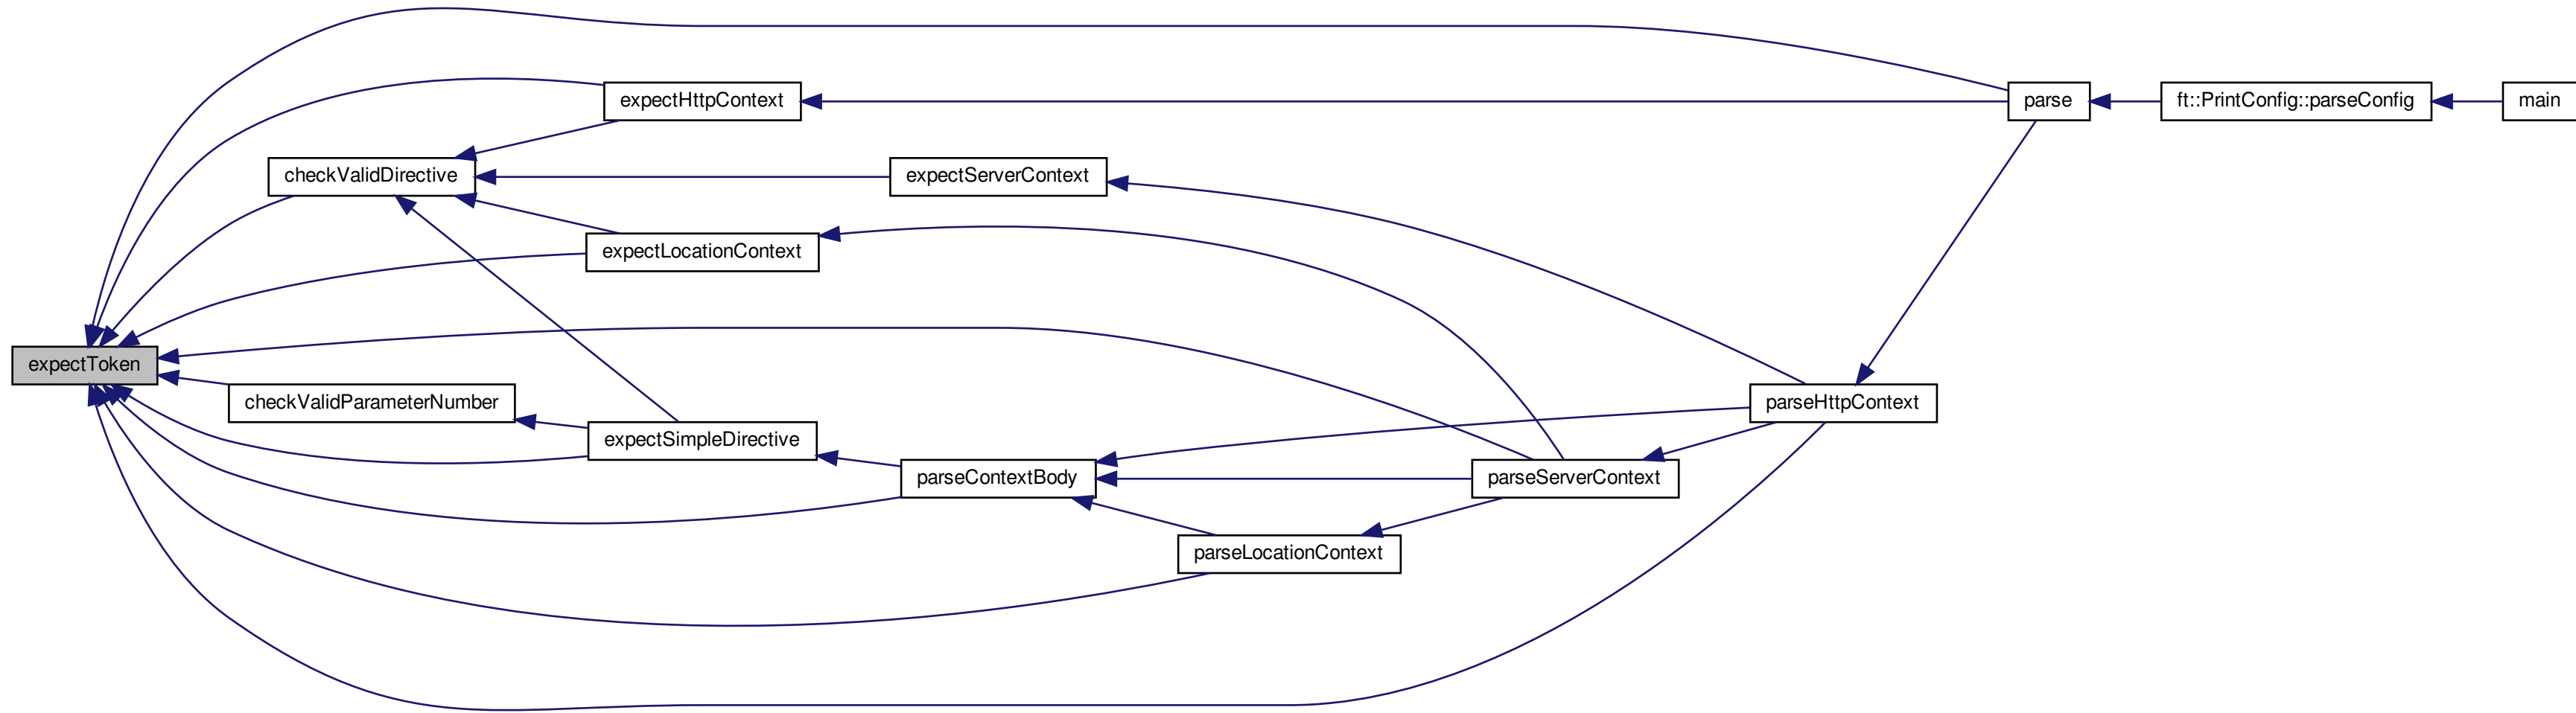 expectHttpContext
parse
ft::PrintConfig::parseConfig
main
checkValidDirective
expectServerContext
expectLocationContext
expectToken
checkValidParameterNumber
parseHttpContext
expectSimpleDirective
parseContextBody
parseServerContext
parseLocationContext